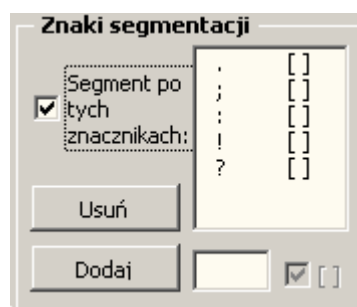 Znaki segmentacji
Segment po
tych
znacznikach:
. [ ]
; [ ]
: [ ]
! [ ]
? [ ]
Usuń
Dodaj
[ ]